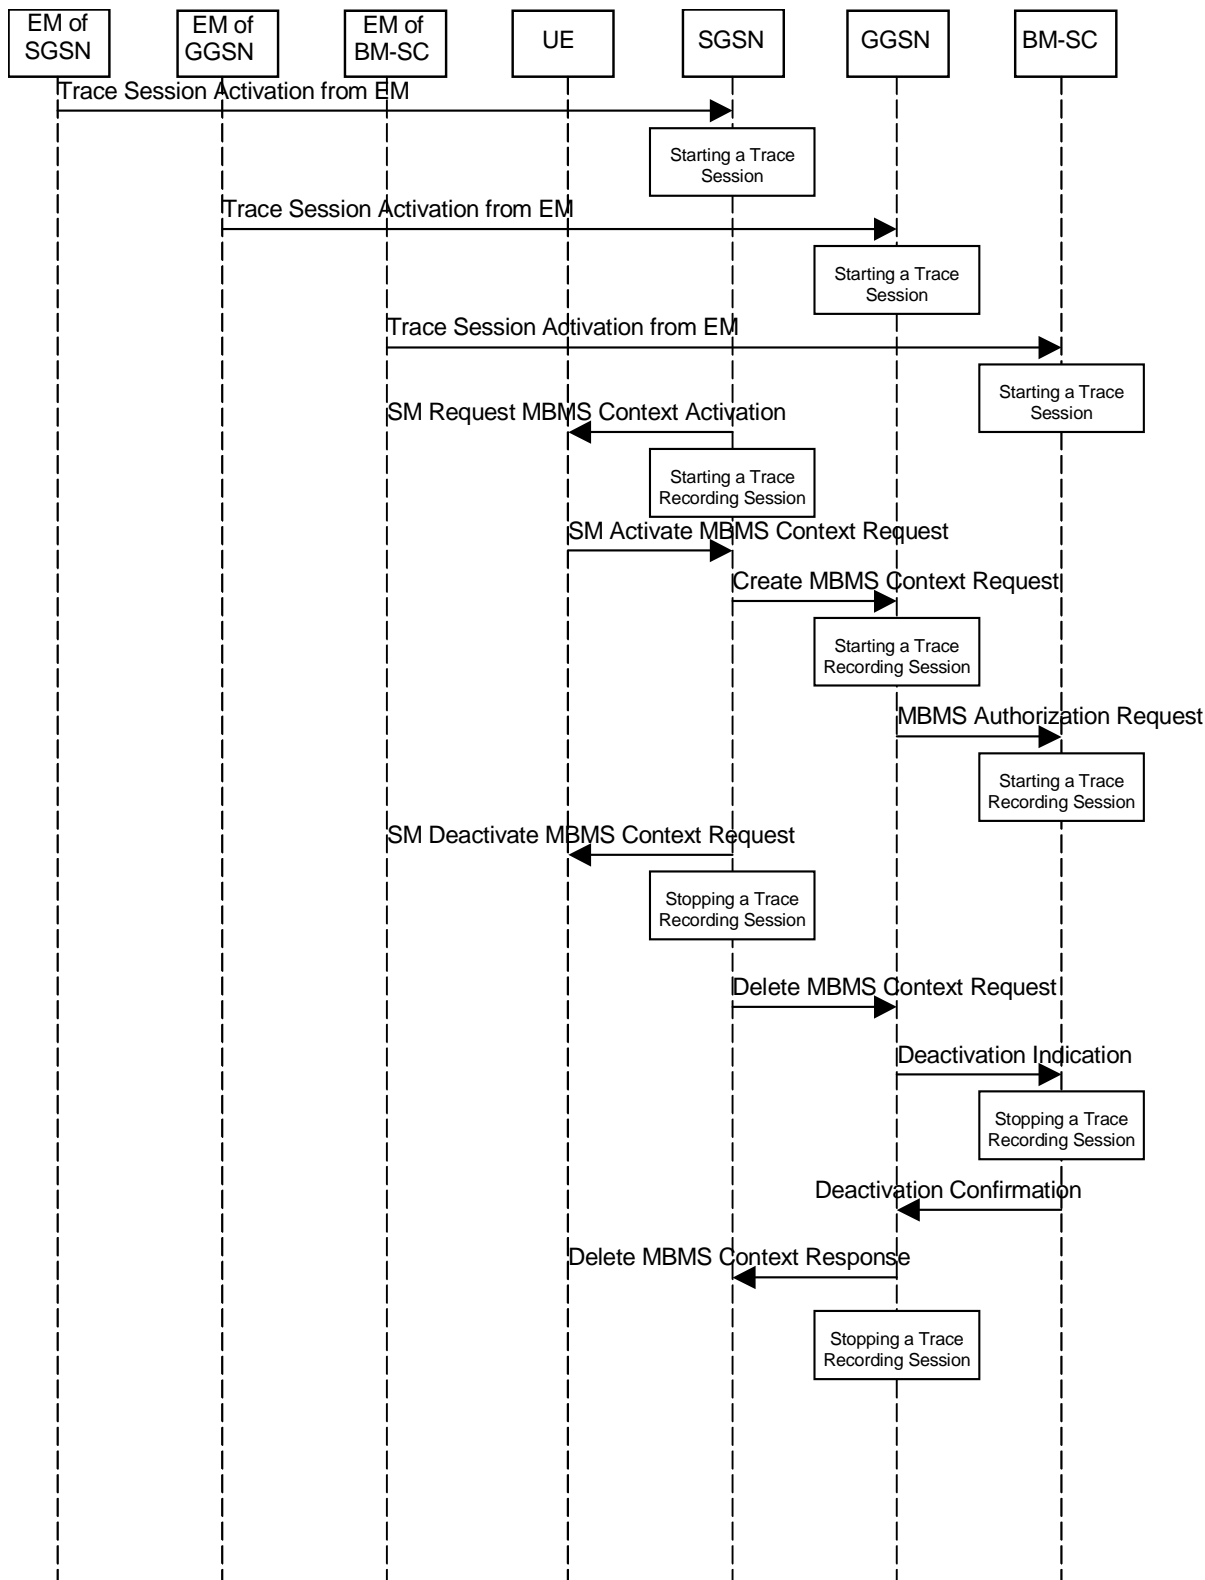 EM of
SGSN
EM of
GGSN
EM of
BM-SC
UE
SGSN
GGSN
BM-SC
Trace Session Activation from EM
Starting a Trace
Session
Trace Session Activation from EM
Starting a Trace
Session
Trace Session Activation from EM
Starting a Trace
Session
SM Request MBMS Context Activation
Starting a Trace
Recording Session
SM Activate MBMS Context Request
Create MBMS Context Request
Starting a Trace
Recording Session
MBMS Authorization Request
Starting a Trace
Recording Session
SM Deactivate MBMS Context Request
Stopping a Trace
Recording Session
Delete MBMS Context Request
Deactivation Indication
Stopping a Trace
Recording Session
Deactivation Confirmation
Delete MBMS Context Response
Stopping a Trace
Recording Session